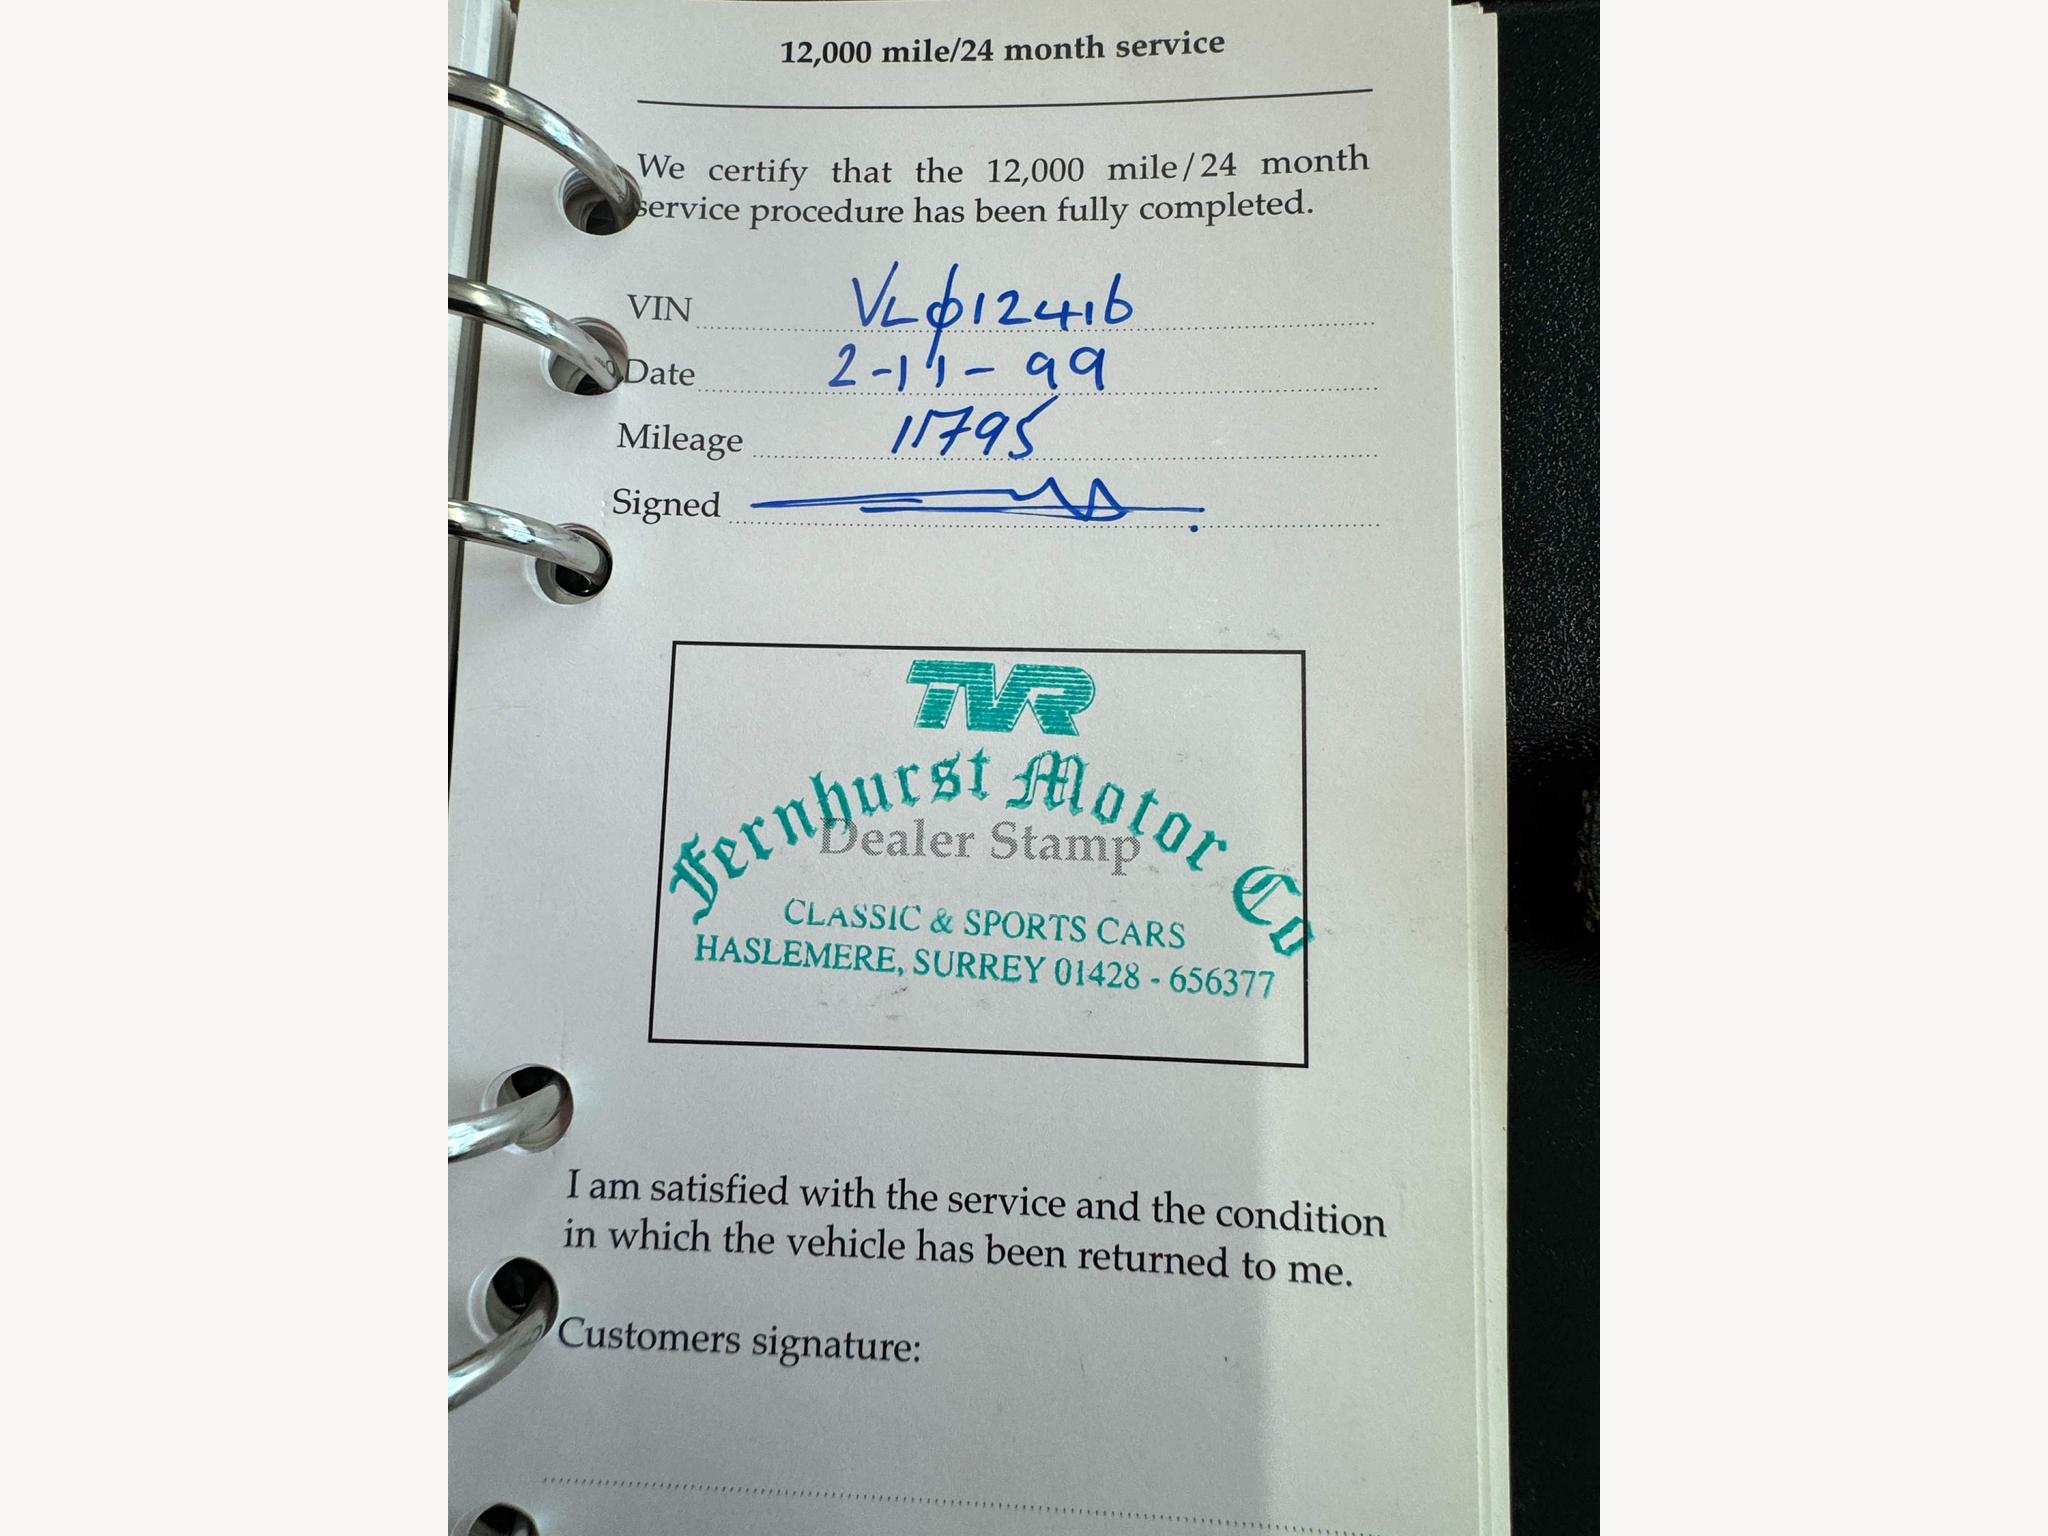 12,000 mile/24 month service
We certify that the 12,000 mile/24 month
service procedure has been fully completed.
VIN VLφ12416
Date 2-11-99
Mileage 11795
Signed
TVR
Fernhurst Motor Co
Dealer Stamp
CLASSIC & SPORTS CARS
HASLEMERE, SURREY 01428 - 656377
I am satisfied with the service and the condition
in which the vehicle has been returned to me.
Customers signature: